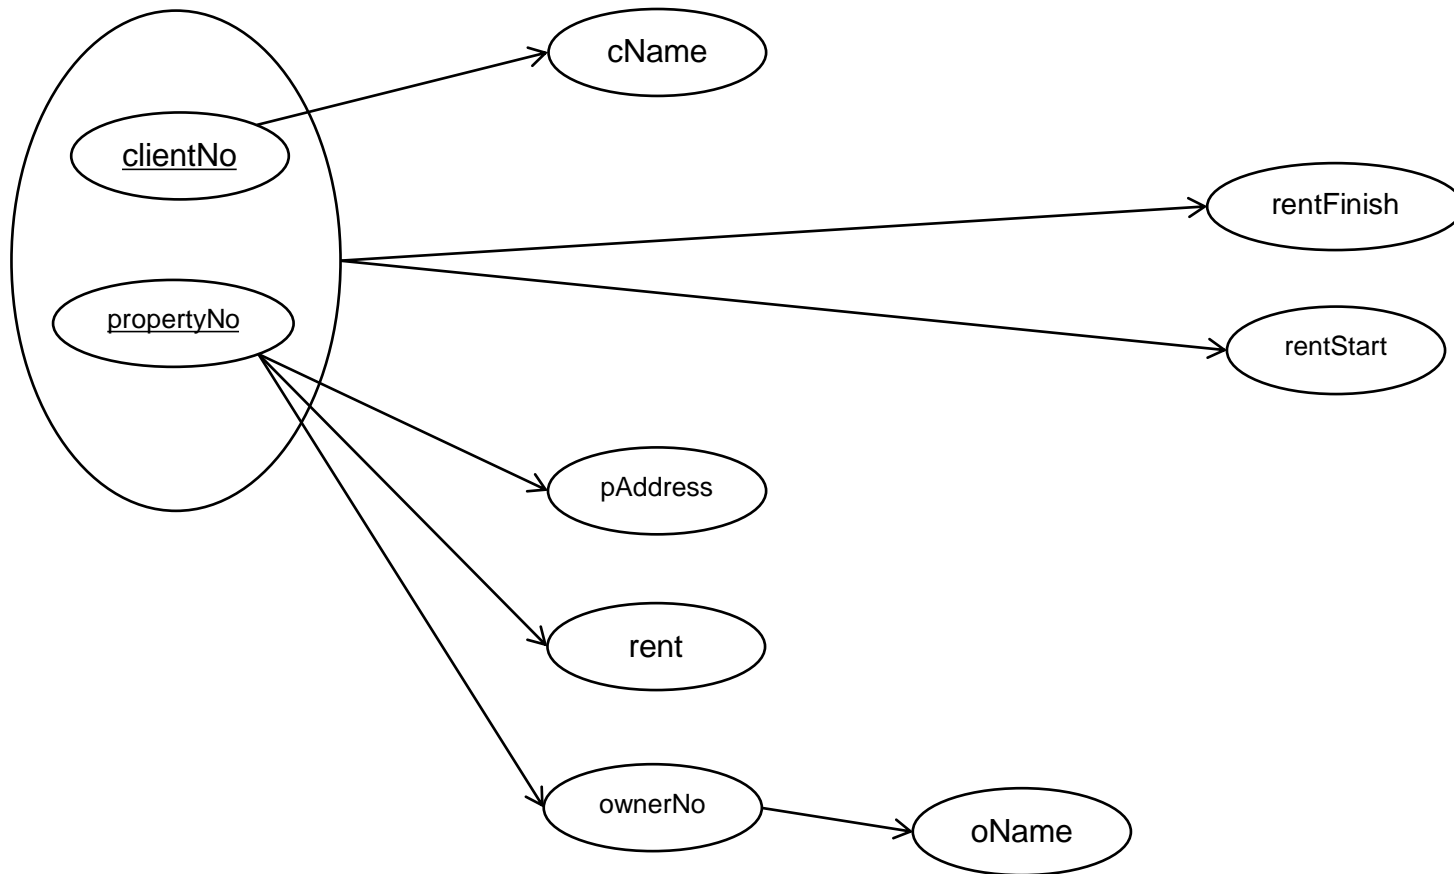 cName
clientNo
rentFinish
propertyNo
rentStart
pAddress
rent
ownerNo
oName